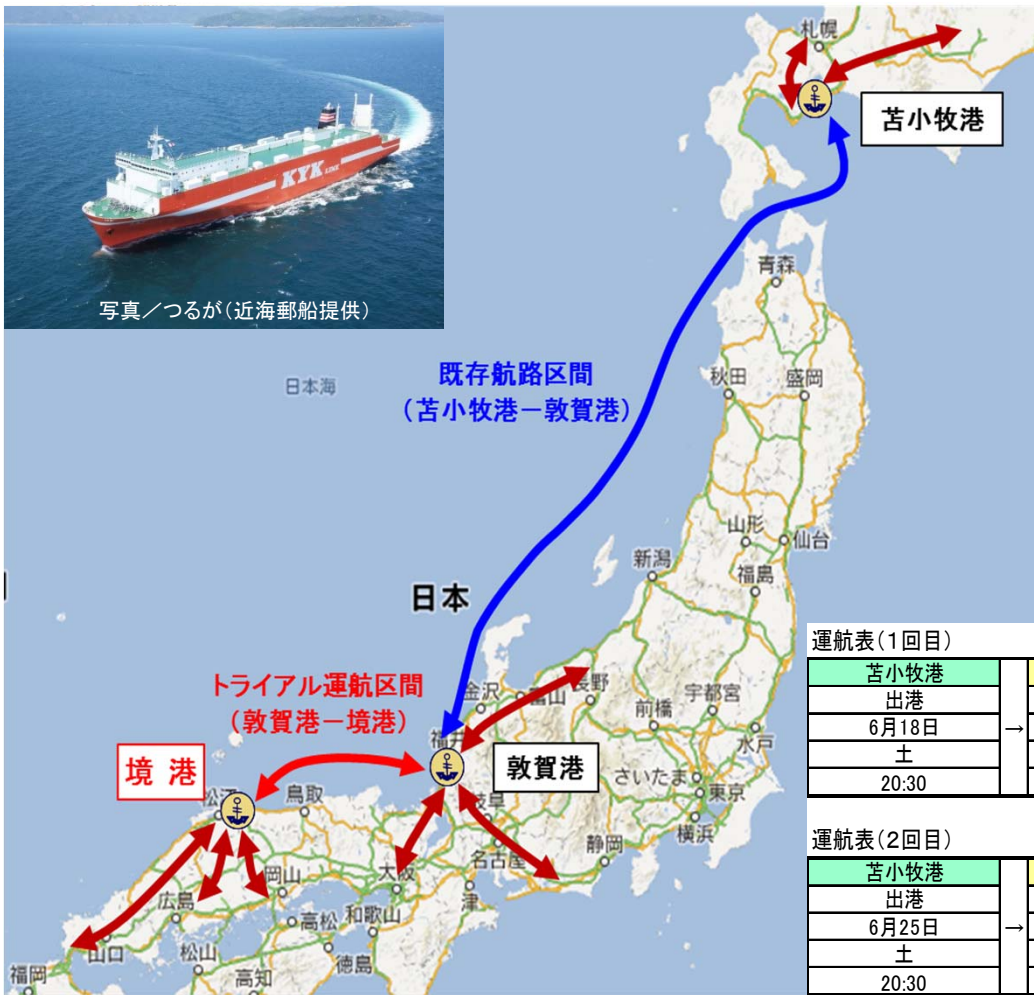 KYK LINE
写真／つるが（近海郵船提供）
札幌
苫小牧港
青森
既存航路区間
（苫小牧港－敦賀港）
日本海
秋田
盛岡
山形
仙台
新潟
福島
日本
トライアル運航区間
（敦賀港－境港）
金沢
富山
長野
宇都宮
前橋
水戸
福井
敦賀港
さいたま
東京
境 港
鳥取
岐阜
横浜
名古屋
静岡
岡山
大阪
津
広島
高松
和歌山
山口
松山
徳島
福岡
高知
運航表（1回目）
苫小牧港
出港
6月18日
→
土
20:30
運航表（2回目）
苫小牧港
出港
6月25日
→
土
20:30